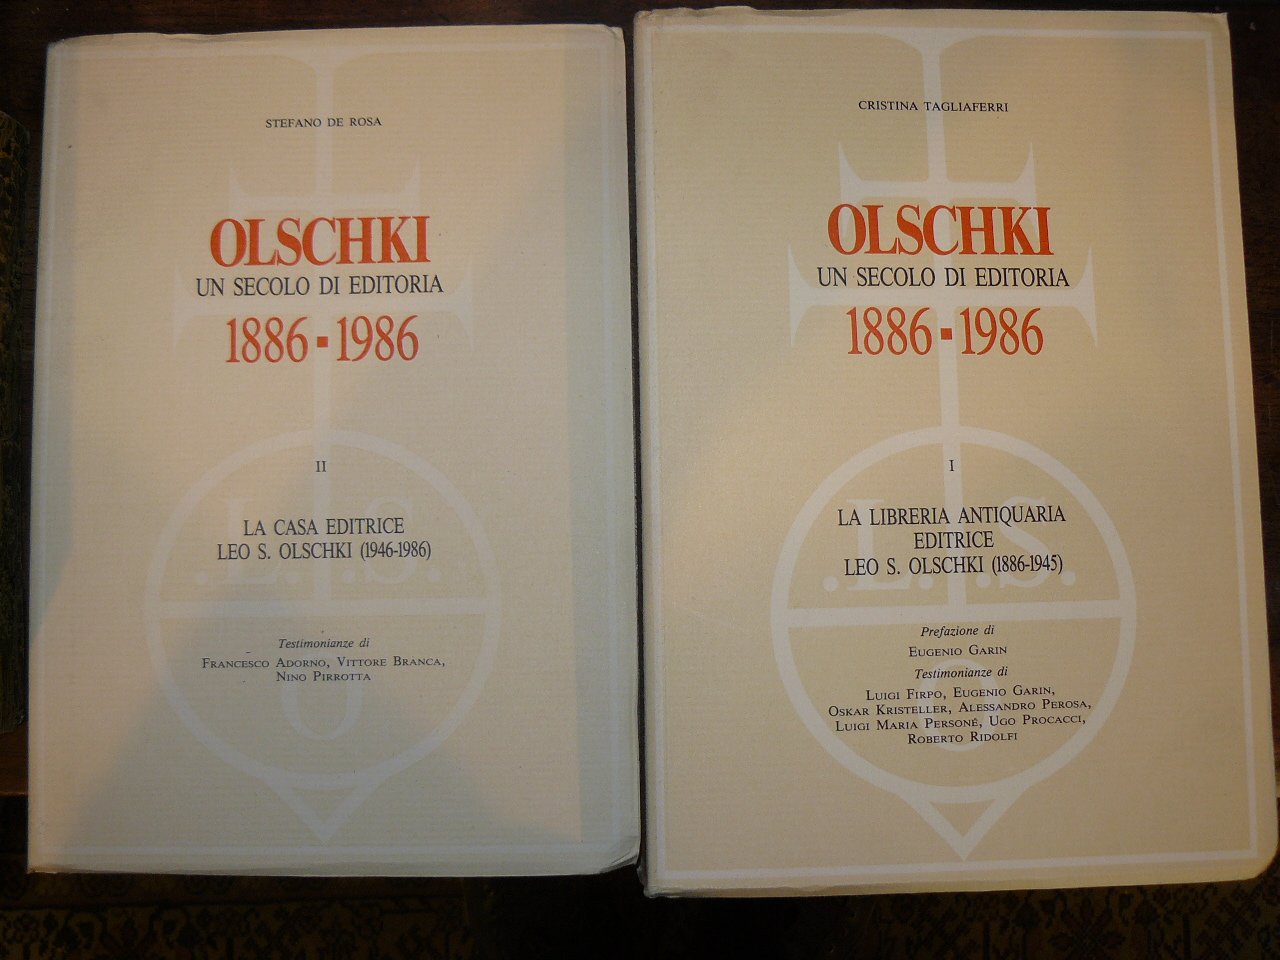 STEFANO DE ROSA
OLSCHKI
UN SECOLO DI EDITORIA
1886▪1986
II
LA CASA EDITRICE
LEO S. OLSCHKI (1946-1986)
Testimonianze di
FRANCESCO ADORNO, VITTORE BRANCA,
NINO PIRROTTA
CRISTINA TAGLIAFERRI
OLSCHKI
UN SECOLO DI EDITORIA
1886▪1986
I
LA LIBRERIA ANTIQUARIA
EDITRICE
LEO S. OLSCHKI (1886-1945)
Prefazione di
EUGENIO GARIN
Testimonianze di
LUIGI FIRPO, EUGENIO GARIN,
OSKAR KRISTELLER, ALESSANDRO PEROSA,
LUIGI MARIA PERSONÉ, UGO PROCACCI,
ROBERTO RIDOLFI